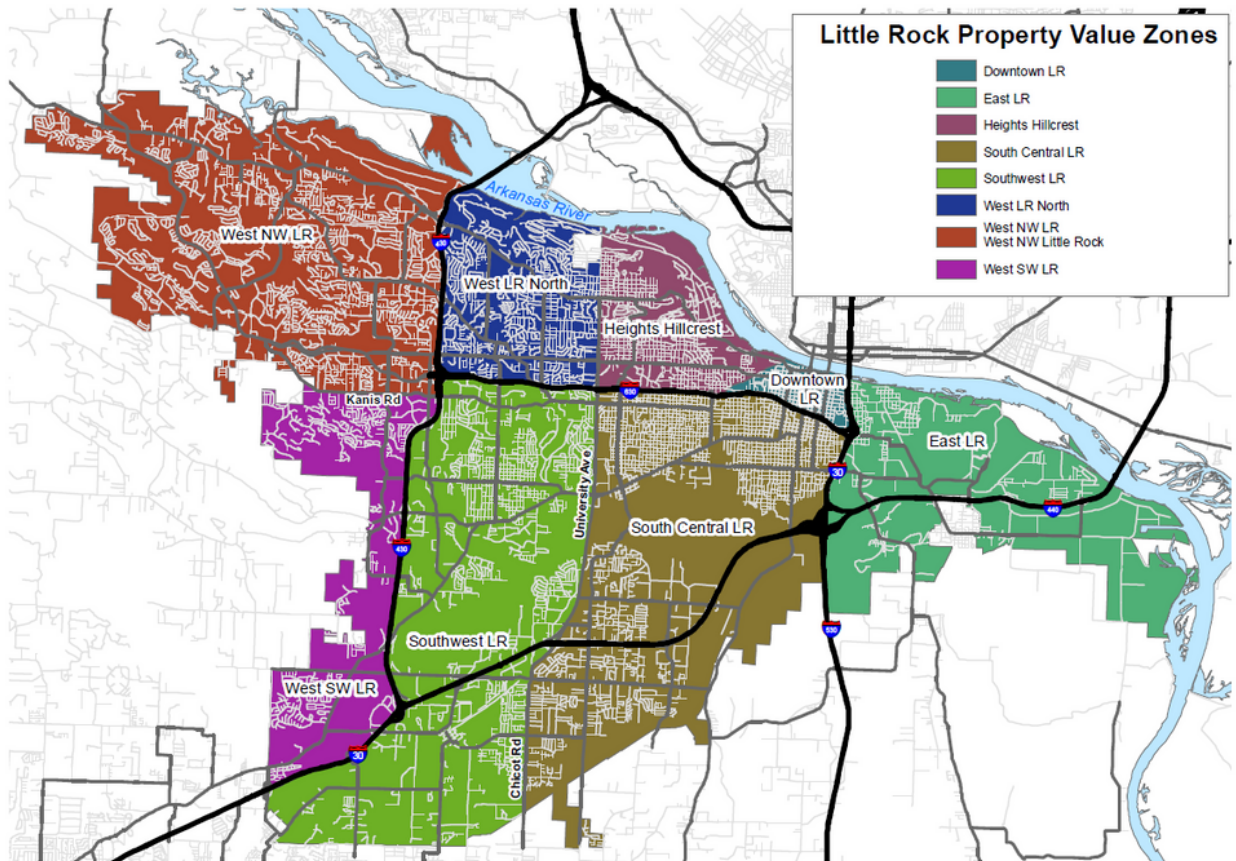 Little Rock Property Value Zones
Downtown LR
East LR
Heights Hillcrest
South Central LR
Southwest LR
West LR North
West NW LR
West NW Little Rock
West SW LR
Arkansas River
West NW LR
430
West LR North
Heights Hillcrest
Downtown
LR
Kanis Rd
630
East LR
University Ave
30
440
South Central LR
430
Southwest LR
530
West SW LR
30
Chicot Rd